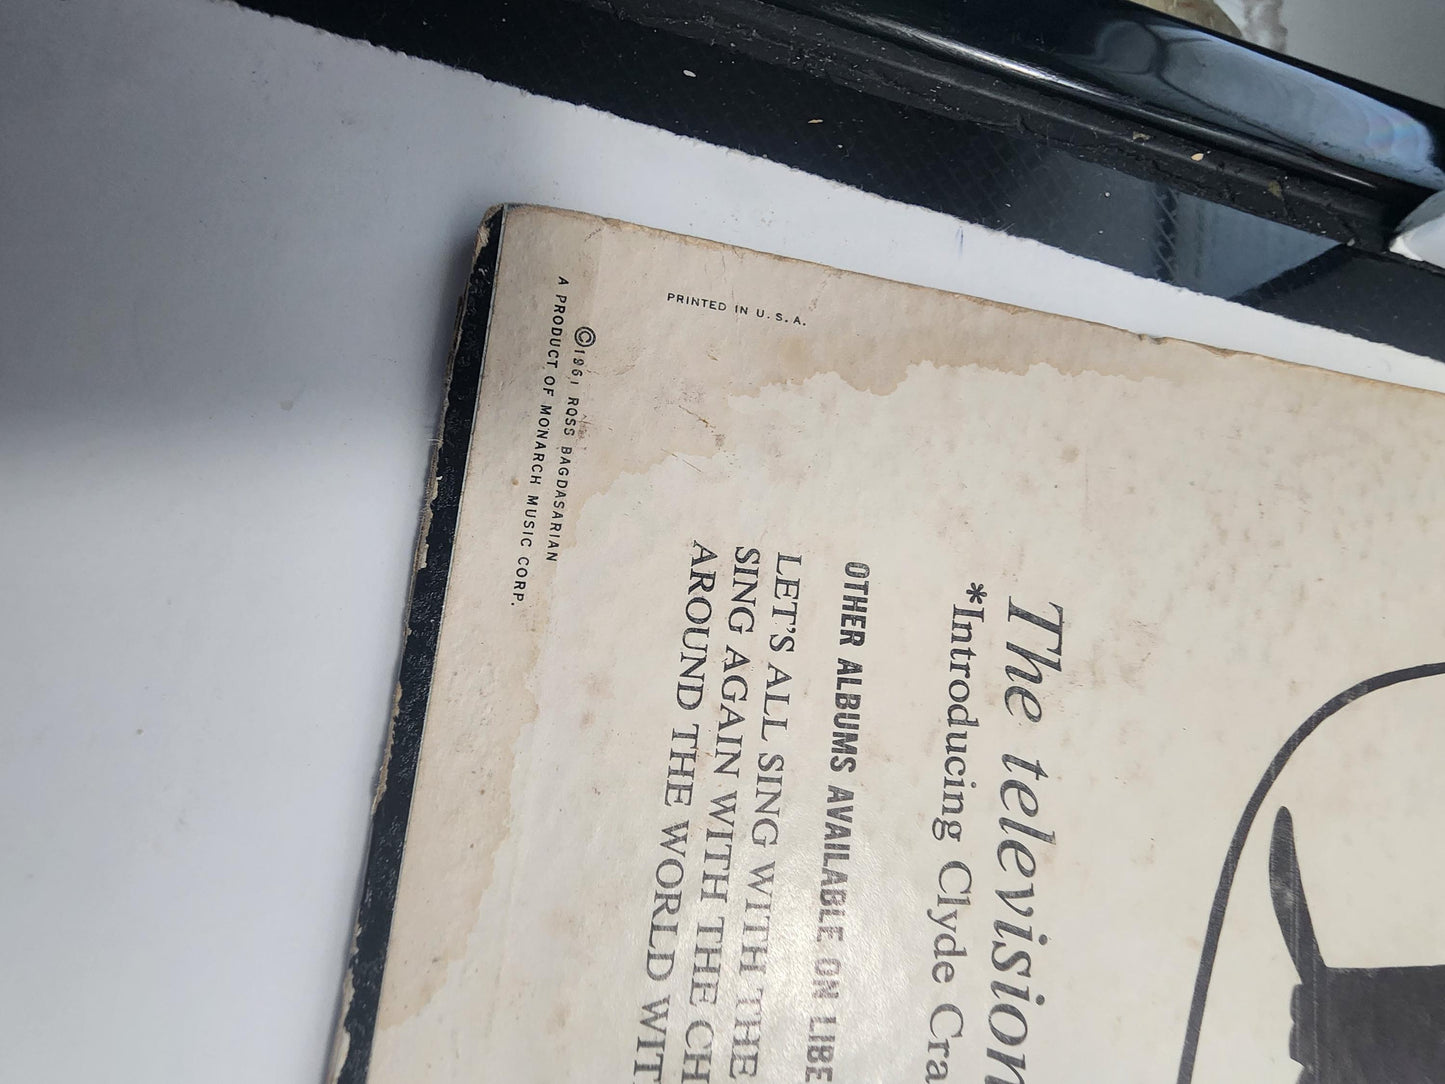 The television
*Introducing Clyde Cra
OTHER ALBUMS AVAILABLE ON LIBE
LET'S ALL SING WITH THE
SING AGAIN WITH THE CH
AROUND THE WORLD WIT
©1961 ROSS BAGDASARIAN
A PRODUCT OF MONARCH MUSIC CORP.
PRINTED IN U.S.A.